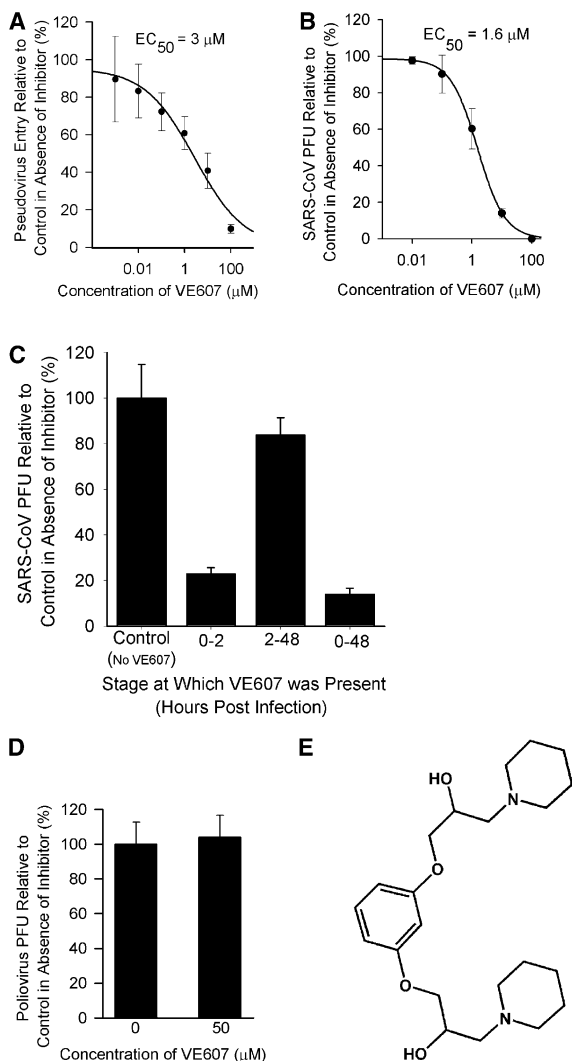 A
EC50 = 3 µM
Pseudovirus Entry Relative to
Control in Absence of Inhibitor (%)
120
100
80
60
40
20
0
0.01
1
100
Concentration of VE607 (µM)
B
EC50 = 1.6 µM
SARS-CoV PFU Relative to
Control in Absence of Inhibitor (%)
120
100
80
60
40
20
0
0.01
1
100
Concentration of VE607 (µM)
C
SARS-CoV PFU Relative to
Control in Absence of Inhibitor (%)
120
100
80
60
40
20
0
Control
(No VE607)
0-2
2-48
0-48
Stage at Which VE607 was Present
(Hours Post Infection)
D
Poliovirus PFU Relative to
Control in Absence of Inhibitor (%)
120
100
80
60
40
20
0
0
50
Concentration of VE607 (µM)
E
HO
N
O
O
N
HO